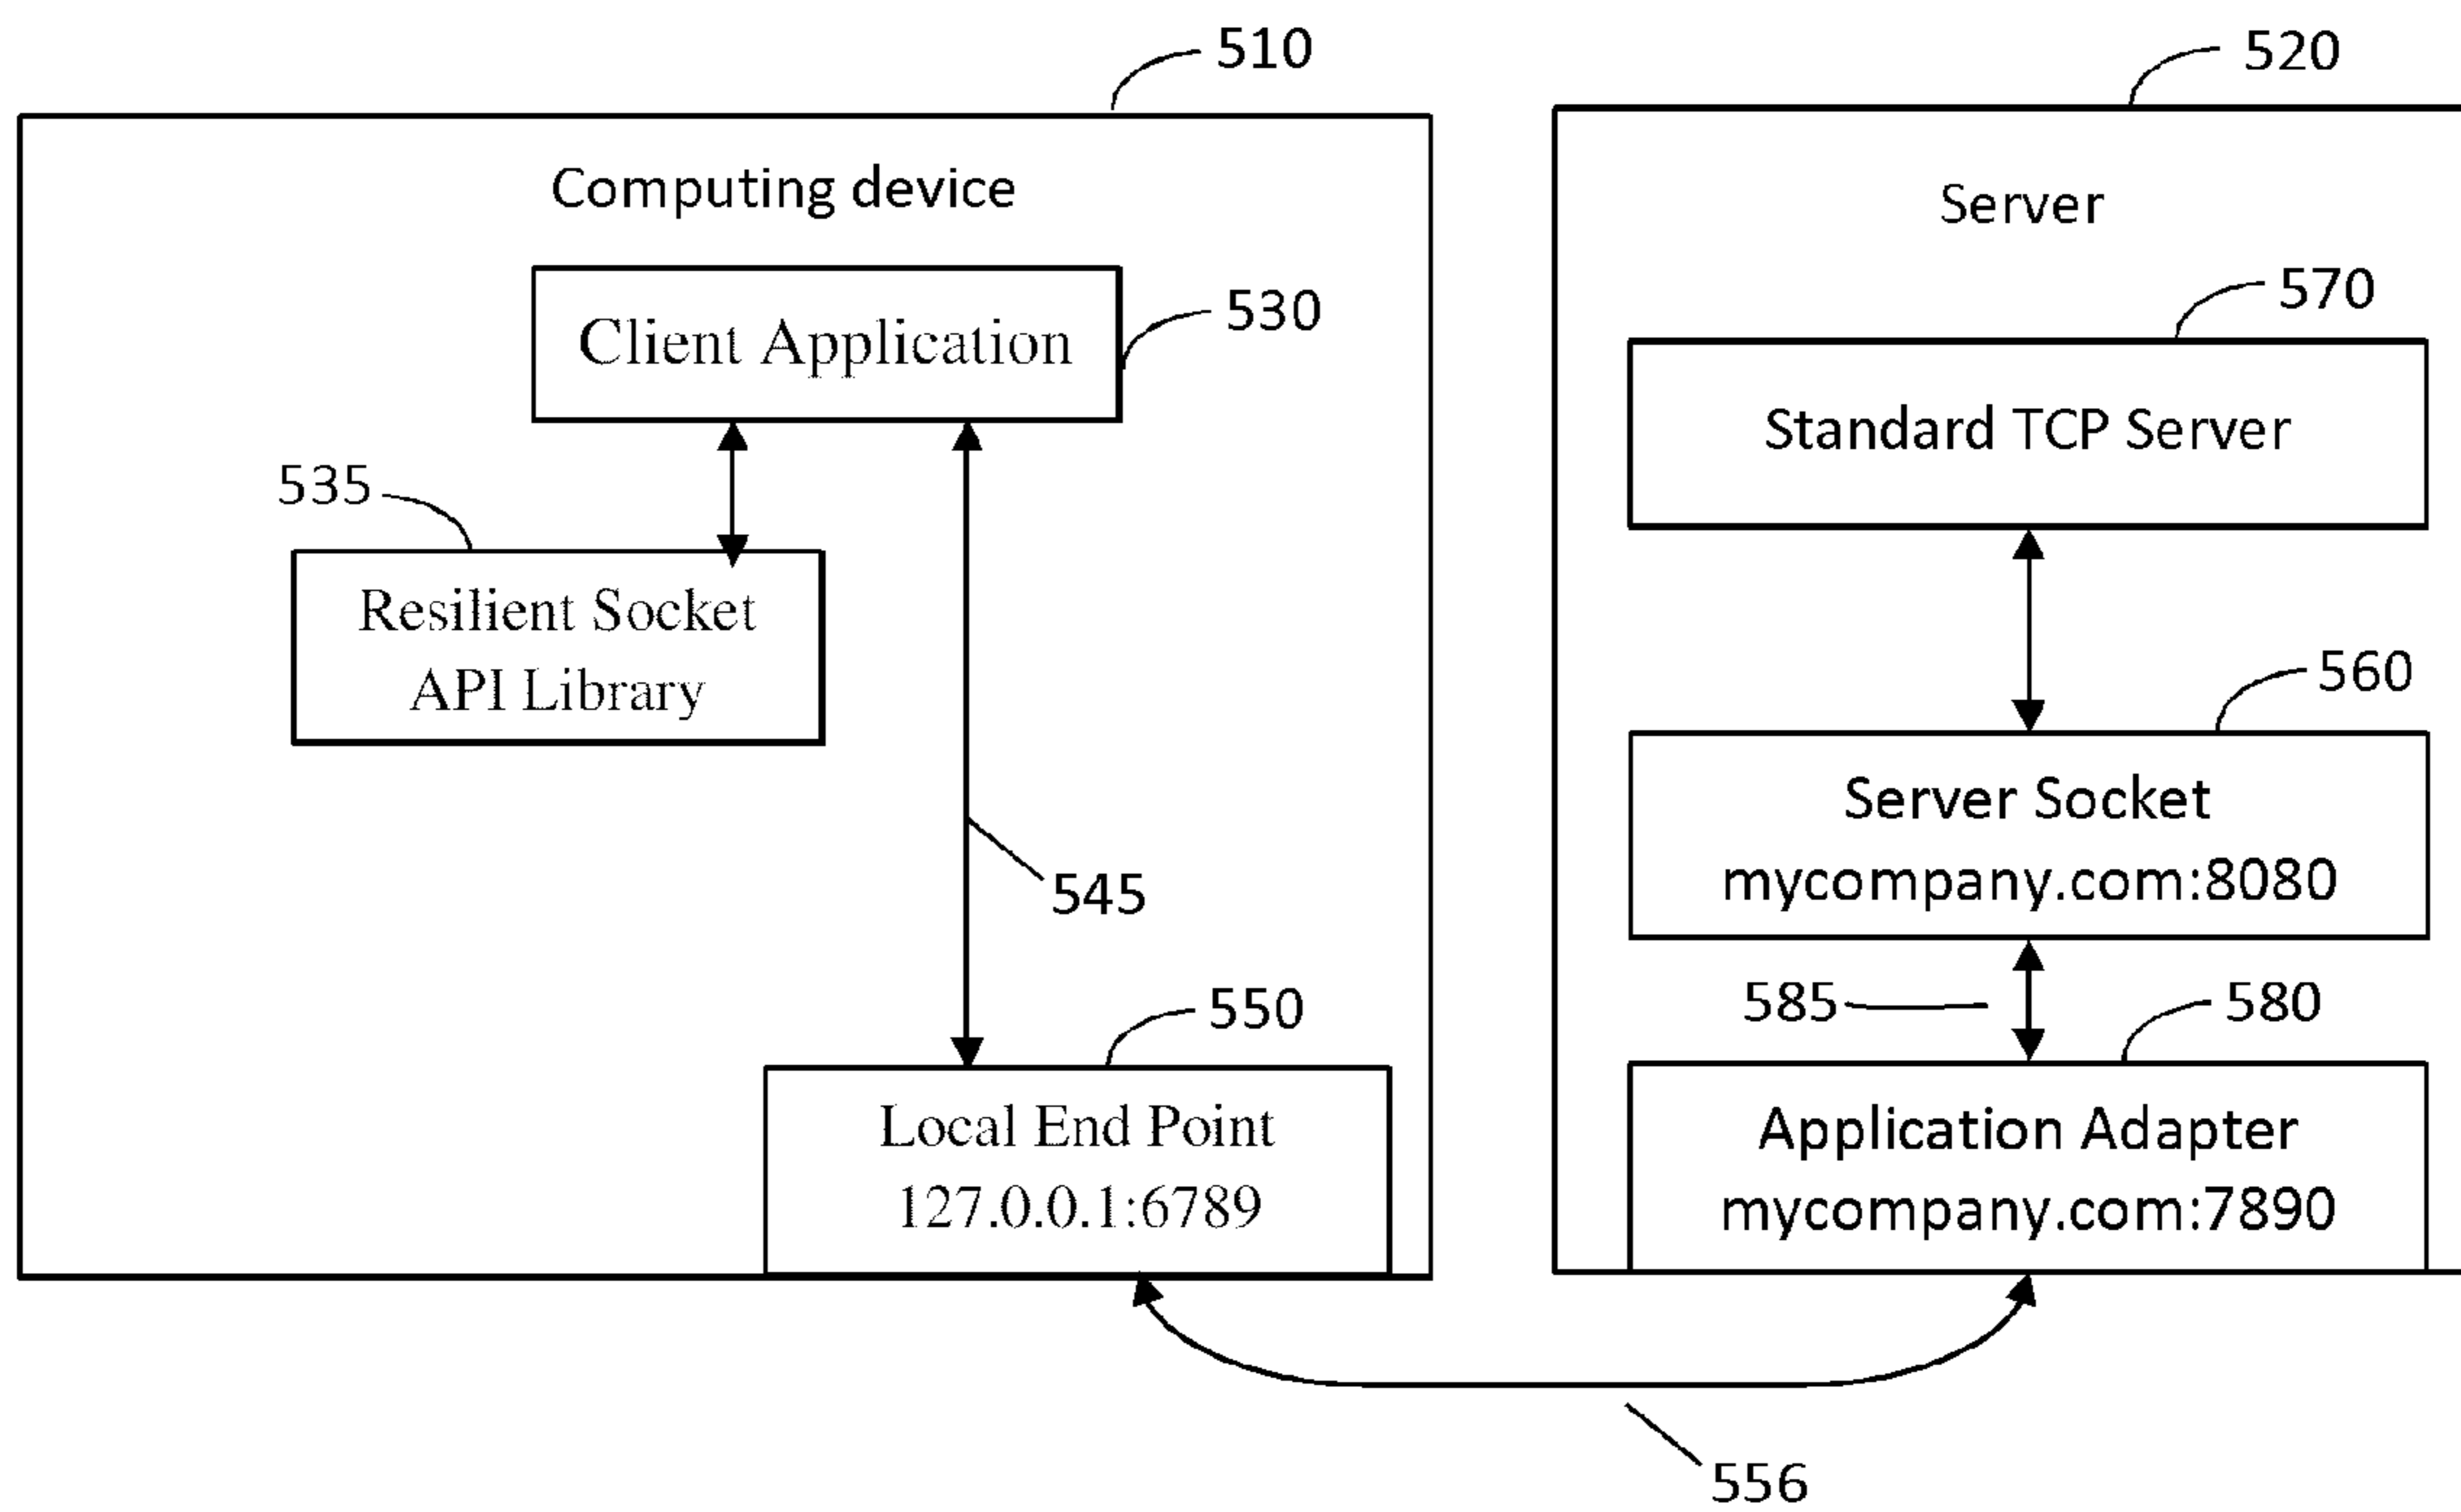 510
520
Computing device
Server
Client Application
530
570
Standard TCP Server
535
Resilient Socket
API Library
560
Server Socket
mycompany.com:8080
545
585
580
550
Local End Point
127.0.0.1:6789
Application Adapter
mycompany.com:7890
556